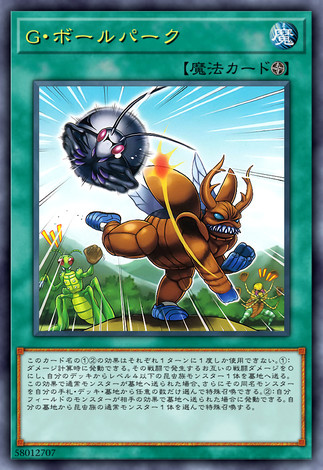 G・ボールパーク
魔
【魔法カード】
このカード名の①②の効果はそれぞれ1ターンに1度しか使用できない。①:
ダメージ計算時に発動できる。その戦闘で発生するお互いの戦闘ダメージを0
にし、自分のデッキからレベル4以下の昆虫族モンスター1体を墓地へ送る。
この効果で通常モンスターが墓地へ送られた場合、さらにその同名モンスター
を自分の手札・デッキ・墓地から任意の数だけ選んで特殊召喚できる。②:自分
フィールドのモンスターが相手の効果で墓地へ送られた場合に発動できる。自
分の墓地から昆虫族の通常モンスター1体を選んで特殊召喚する。
58012707